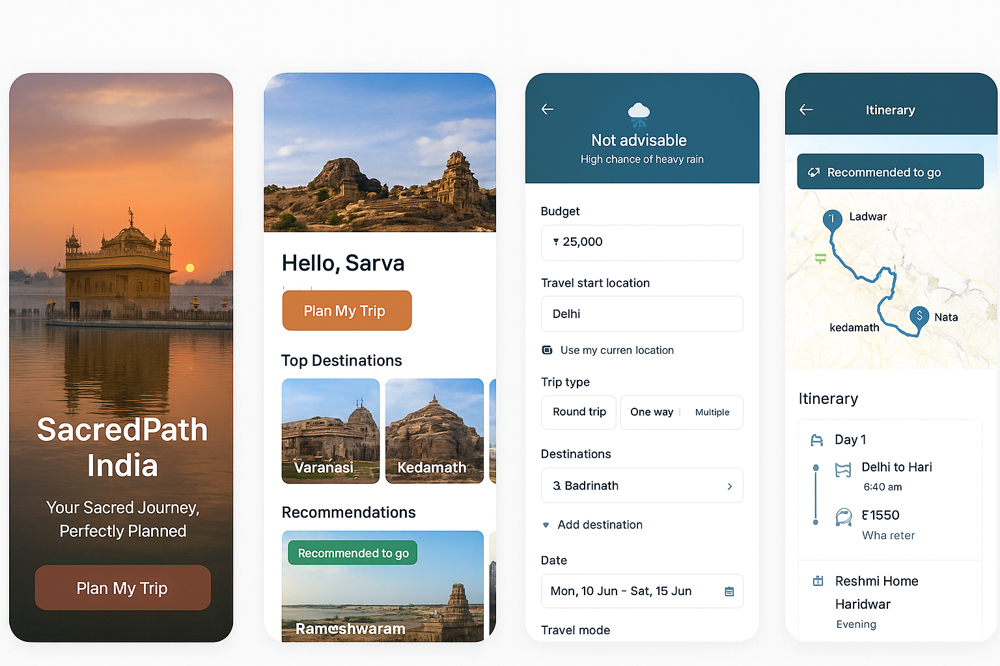 SacredPath
India
Your Sacred Journey,
Perfectly Planned
Plan My Trip
Hello, Sarva
Plan My Trip
Top Destinations
Varanasi
Kedamath
Recommendations
Recommended to go
Rameshwaram
Not advisable
High chance of heavy rain
Budget
25,000
Travel start location
Delhi
Use my curren location
Trip type
Round trip
One way
Multiple
Destinations
3. Badrinath
Add destination
Date
Mon, 10 Jun - Sat, 15 Jun
Travel mode
Itinerary
Recommended to go
1
Ladwar
$
Nata
kedamath
Itinerary
Day 1
Delhi to Hari
6:40 am
1550
Wha reter
Reshmi Home
Haridwar
Evening